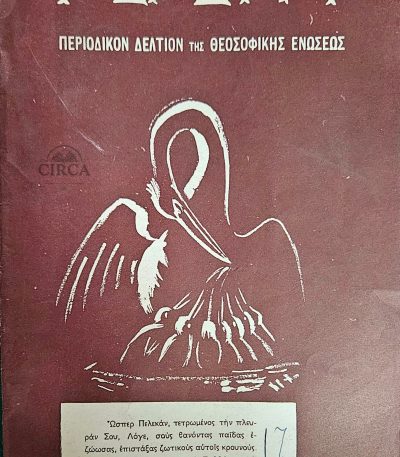 ΠΕΡΙΟΔΙΚΟΝ ΔΕΛΤΙΟΝ της ΘΕΟΣΟΦΙΚΗΣ ΕΝΩΣΕΩΣ
CIRCA
Ὥσπερ Πελεκάν, τετρωμένος τὴν πλευ-
ράν Σου, Λόγε, σοὺς θανόντας παῖδας ἐ-
ζώωσας, ἐπιστάξας ζωτικοὺς αὐτοῖς κρουνούς.
17